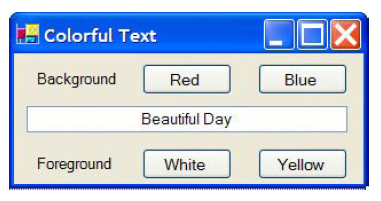 Colorful Text
Background Red Blue
Beautiful Day
Foreground White Yellow